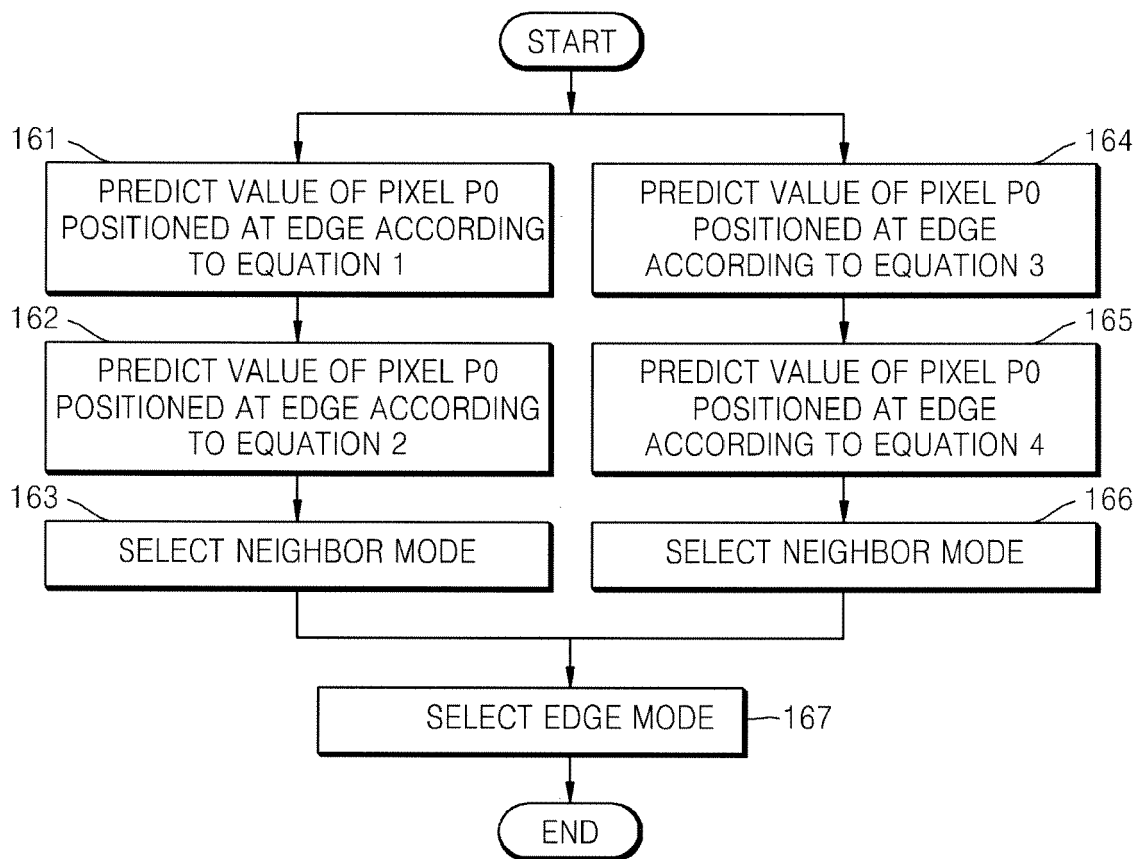 START
161
PREDICT VALUE OF PIXEL P0
POSITIONED AT EDGE ACCORDING
TO EQUATION 1
164
PREDICT VALUE OF PIXEL P0
POSITIONED AT EDGE
ACCORDING TO EQUATION 3
162
PREDICT VALUE OF PIXEL P0
POSITIONED AT EDGE ACCORDING
TO EQUATION 2
165
PREDICT VALUE OF PIXEL P0
POSITIONED AT EDGE
ACCORDING TO EQUATION 4
163
SELECT NEIGHBOR MODE
166
SELECT NEIGHBOR MODE
SELECT EDGE MODE
167
END